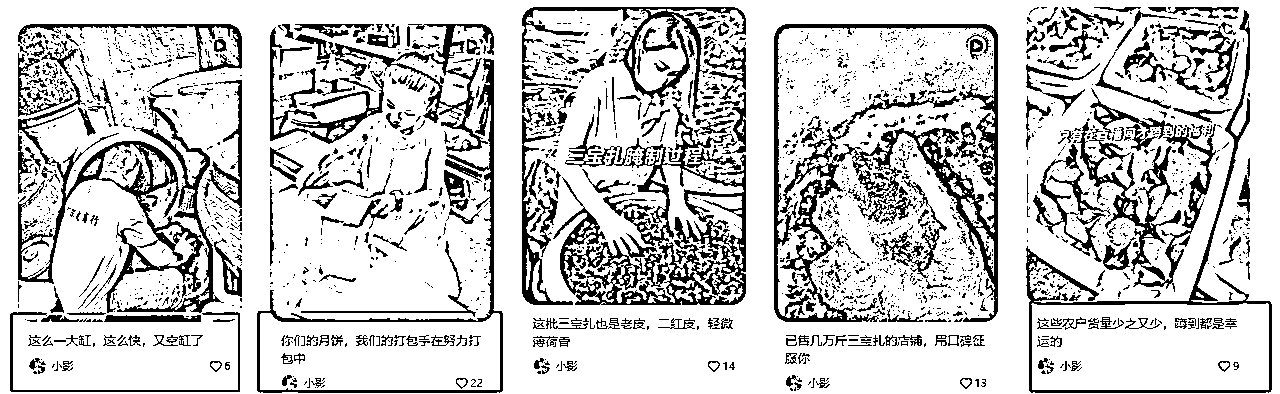 这么一大缸，这么快，又空缸了
小影
6
你们的月饼，我们的打包手在努力打
包中
小影
22
三宝扎腌制过程
这批三宝扎也是老皮，二红皮，轻微
薄荷香
小影
14
已售几万斤三宝扎的店铺，用口碑征
服你
小影
13
这些农户货量少之又少，蹲到都是幸
运的
小影
9